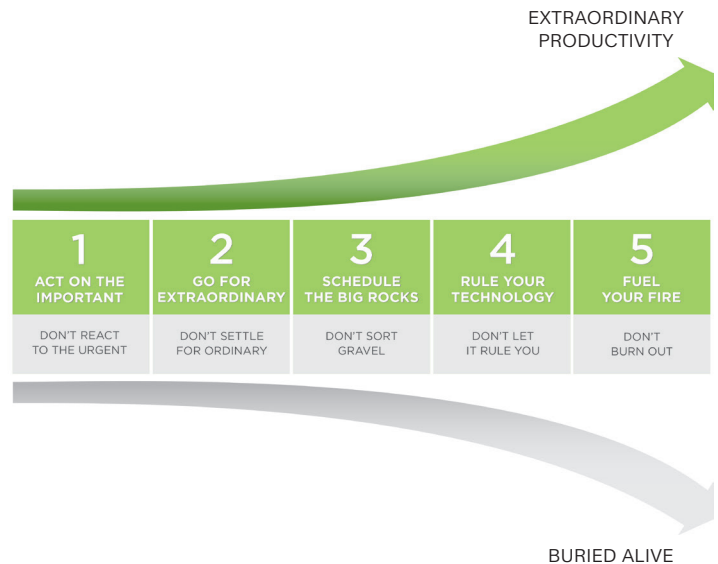 EXTRAORDINARY
PRODUCTIVITY
1
ACT ON THE
IMPORTANT
DON'T REACT
TO THE URGENT
2
GO FOR
EXTRAORDINARY
DON'T SETTLE
FOR ORDINARY
3
SCHEDULE
THE BIG ROCKS
DON'T SORT
GRAVEL
4
RULE YOUR
TECHNOLOGY
DON'T LET
IT RULE YOU
5
FUEL
YOUR FIRE
DON'T
BURN OUT
BURIED ALIVE